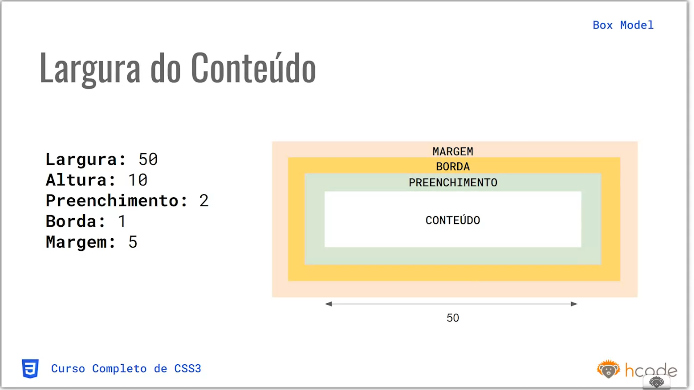 Box Model
Largura do Conteúdo
Largura: 50
Altura: 10
Preenchimento: 2
Borda: 1
Margem: 5
MARGEM
BORDA
PREENCHIMENTO
CONTEÚDO
50
Curso Completo de CSS3
hcode